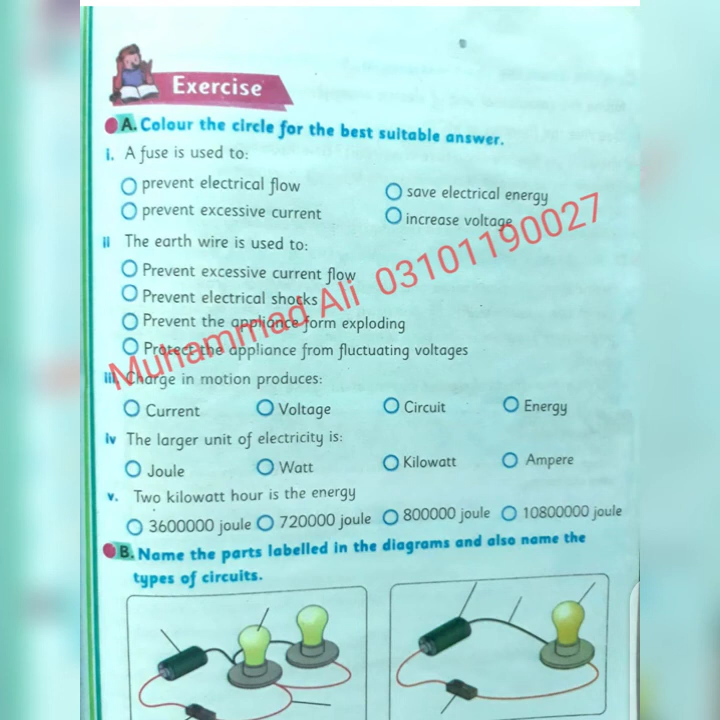 Exercise
A. Colour the circle for the best suitable answer.
i. A fuse is used to:
prevent electrical flow
save electrical energy
prevent excessive current
increase voltage
ii The earth wire is used to:
Prevent excessive current flow
Prevent electrical shocks
Prevent the appliance form exploding
Protect the appliance from fluctuating voltages
Muhammad Ali 03101190027
iii. Charge in motion produces:
Current Voltage Circuit Energy
iv The larger unit of electricity is:
Joule Watt Kilowatt Ampere
v. Two kilowatt hour is the energy
3600000 joule 720000 joule 800000 joule 10800000 joule
B. Name the parts labelled in the diagrams and also name the
types of circuits.